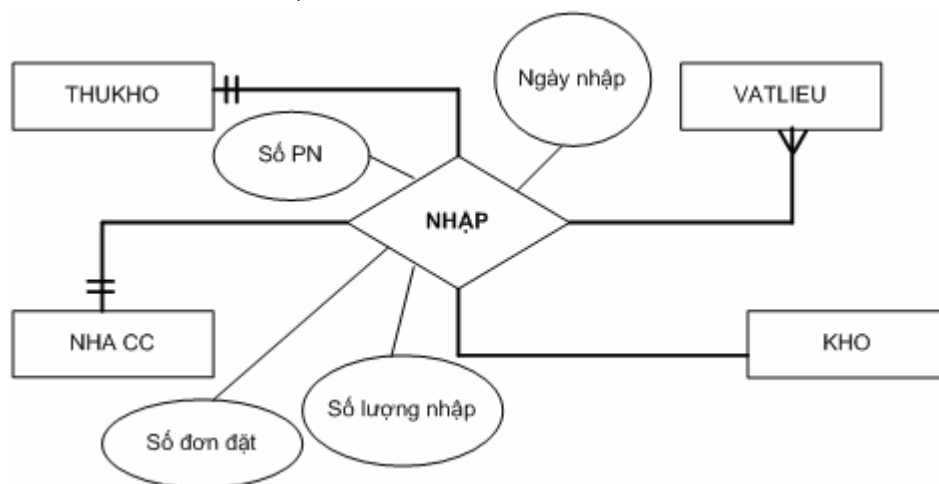 Ngày nhập
THUKHO
VATLIEU
Số PN
NHẬP
NHA CC
KHO
Số lượng nhập
Số đơn đặt